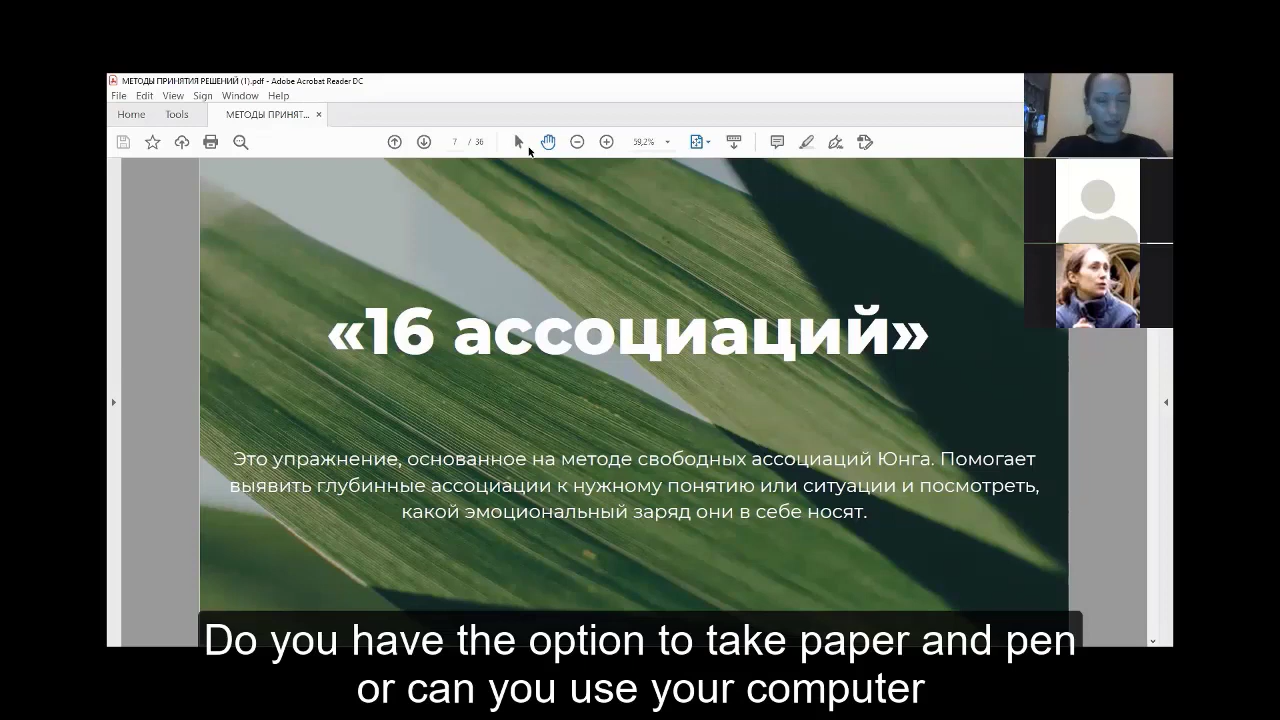 МЕТОДЫ ПРИНЯТИЯ РЕШЕНИЙ (1).pdf - Adobe Acrobat Reader DC
File Edit View Sign Window Help
Home Tools МЕТОДЫ ПРИНЯТ... ×
7 / 36 59,2%
«16 ассоциаций»
Это упражнение, основанное на методе свободных ассоциаций Юнга. Помогает
выявить глубинные ассоциации к нужному понятию или ситуации и посмотреть,
какой эмоциональный заряд они в себе носят.
Do you have the option to take paper and pen
or can you use your computer